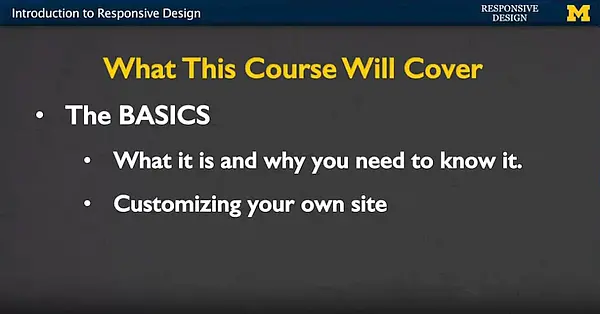 Introduction to Responsive Design
RESPONSIVE
DESIGN
M
What This Course Will Cover
• The BASICS
• What it is and why you need to know it.
• Customizing your own site